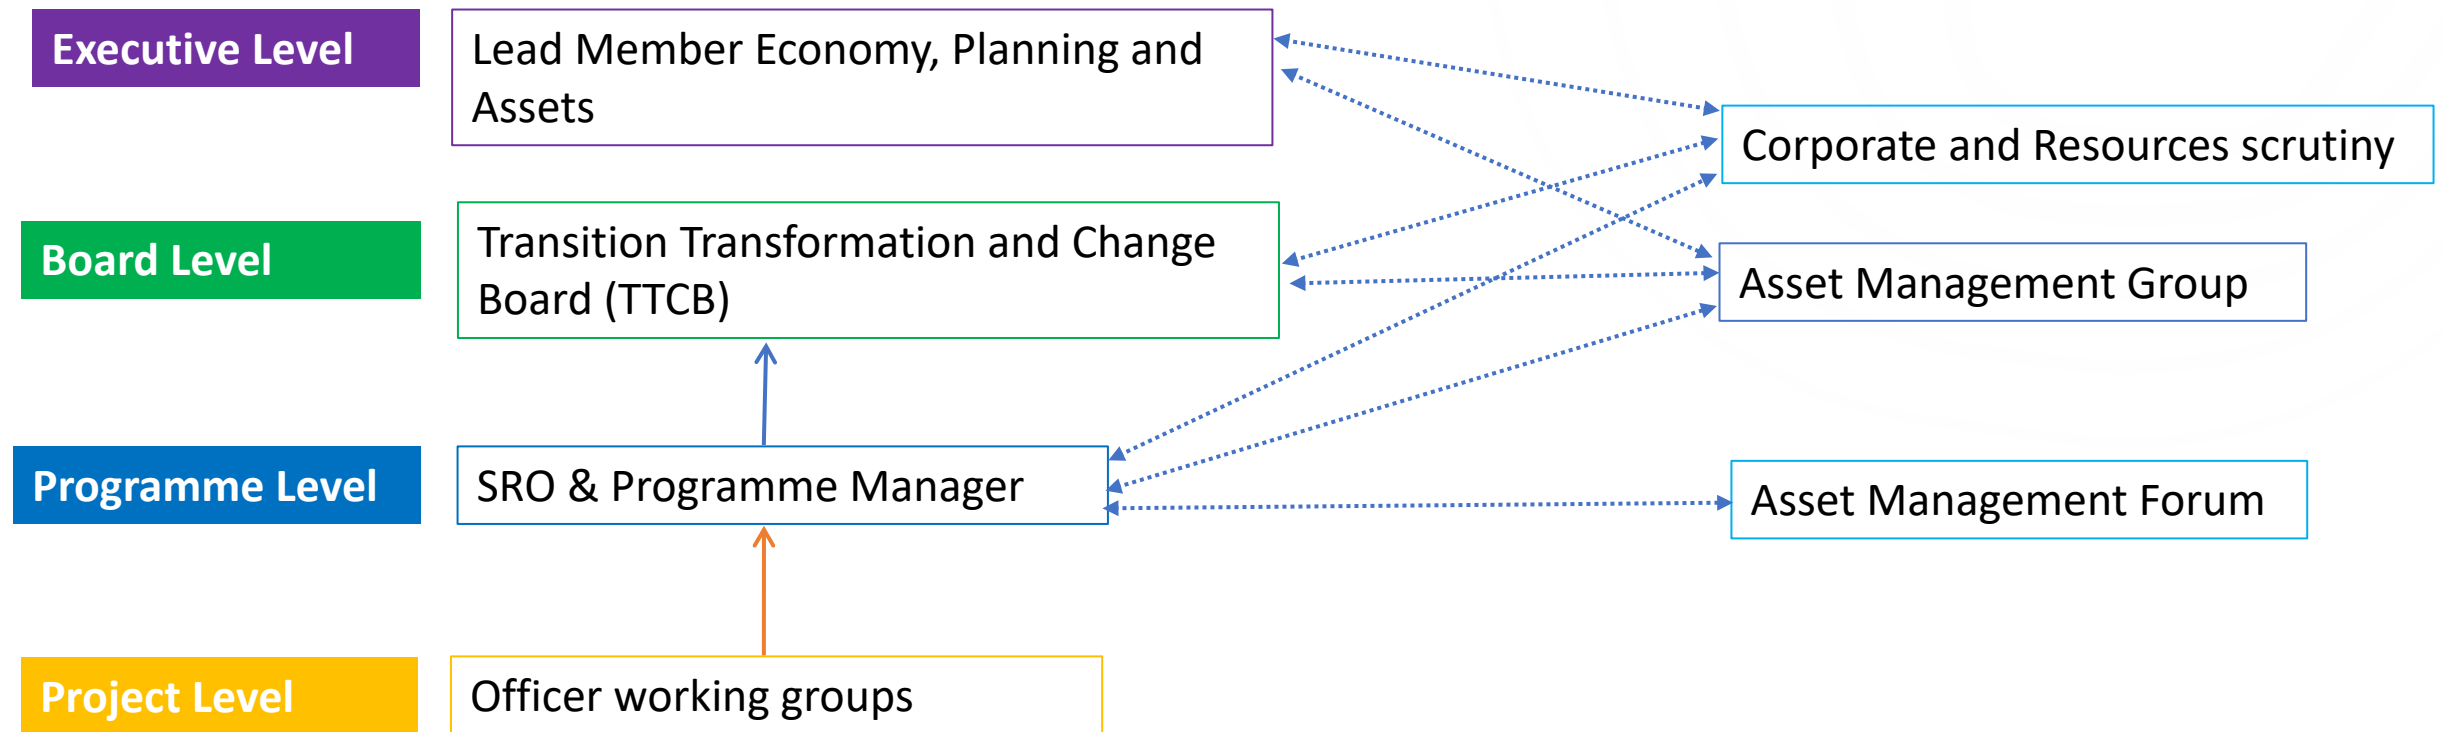 Executive Level
Lead Member Economy, Planning and
Assets
Corporate and Resources scrutiny
Board Level
Transition Transformation and Change
Board (TTCB)
Asset Management Group
Programme Level
SRO & Programme Manager
Asset Management Forum
Project Level
Officer working groups